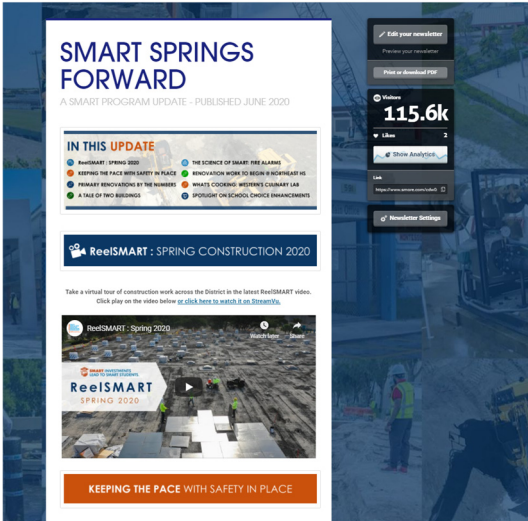 SMART SPRINGS
FORWARD
A SMART PROGRAM UPDATE - PUBLISHED JUNE 2020
IN THIS UPDATE
ReelSMART : SPRING 2020
KEEPING THE PACE WITH SAFETY IN PLACE
PRIMARY RENOVATIONS BY THE NUMBERS
A TALE OF TWO BUILDINGS
THE SCIENCE OF SMART: FIRE ALARMS
RENOVATION WORK TO BEGIN @ NORTHEAST HS
WHAT'S COOKING: WESTERN'S CULINARY LAB
SPOTLIGHT ON SCHOOL CHOICE ENHANCEMENTS
ReelSMART : SPRING CONSTRUCTION 2020
Take a virtual tour of construction work across the District in the latest ReelSMART video.
Click play on the video below or click here to watch it on StreamVu.
ReelSMART : Spring 2020
Watch later
Share
SMART INVESTMENTS
LEAD TO SMART STUDENTS
ReelSMART
SPRING 2020
KEEPING THE PACE WITH SAFETY IN PLACE
Edit your newsletter
Preview your newsletter
Print or download PDF
Visitors
115.6k
Likes 2
Show Analytics
Link
Newsletter Settings